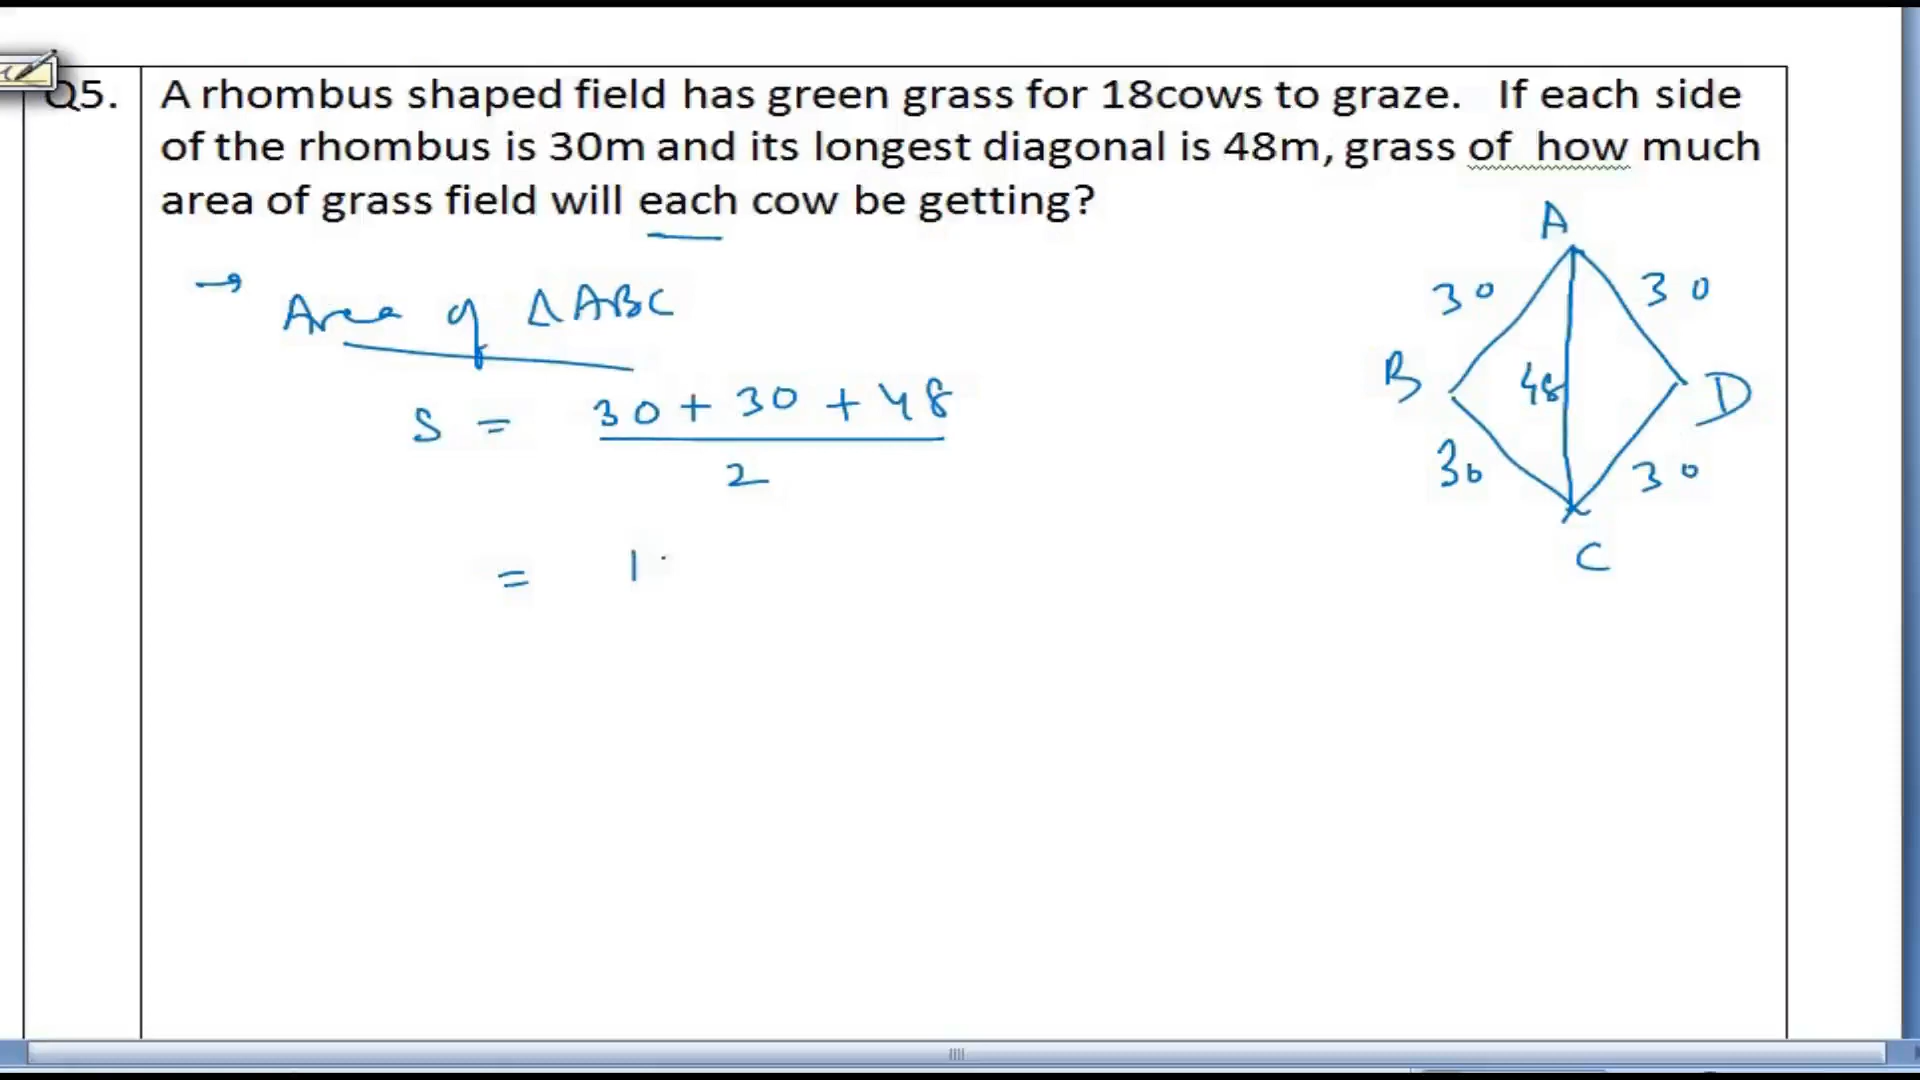 Q5. A rhombus shaped field has green grass for 18cows to graze. If each side
of the rhombus is 30m and its longest diagonal is 48m, grass of how much
area of grass field will each cow be getting?
A
→ Area of △ABC
30 30
B 48 D
S = 30 + 30 + 48
2
30 30
C
= 1